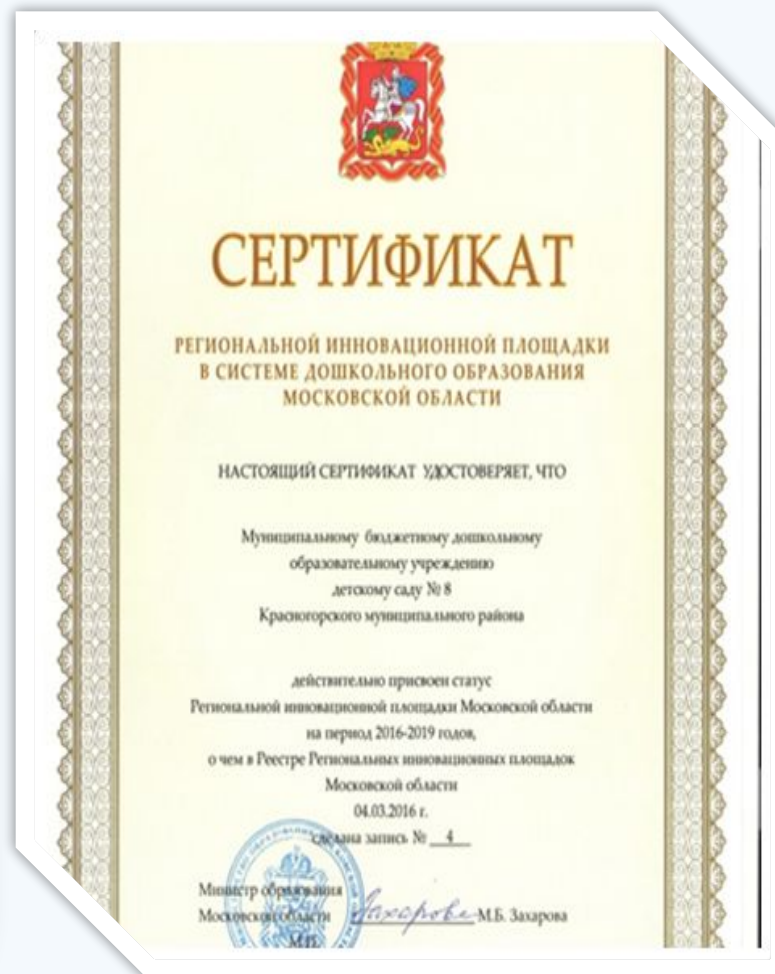 СЕРТИФИКАТ
РЕГИОНАЛЬНОЙ ИННОВАЦИОННОЙ ПЛОЩАДКИ
В СИСТЕМЕ ДОШКОЛЬНОГО ОБРАЗОВАНИЯ
МОСКОВСКОЙ ОБЛАСТИ
НАСТОЯЩИЙ СЕРТИФИКАТ УДОСТОВЕРЯЕТ, ЧТО
Муниципальному бюджетному дошкольному
образовательному учреждению
детскому саду № 8
Красногорского муниципального района
действительно присвоен статус
Региональной инновационной площадки Московской области
на период 2016-2019 годов,
о чем в Реестре Региональных инновационных площадок
Московской области
04.03.2016 г.
сделана запись № 4
Министр образования
Московской области Захарова М.Б. Захарова
М.П.